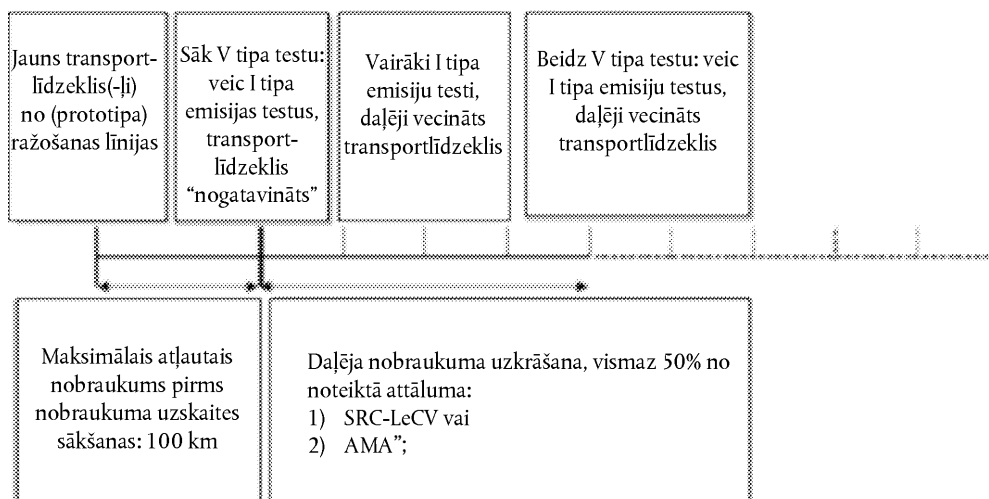 Jauns transport-
līdzeklis(-ļi)
no (prototipa)
ražošanas līnijas
Sāk V tipa testu:
veic I tipa
emisijas testus,
transport-
līdzeklis
“nogatavināts”
Vairāki I tipa
emisiju testi,
daļēji vecināts
transportlīdzeklis
Beidz V tipa testu: veic
I tipa emisiju testus,
daļēji vecināts
transportlīdzeklis
Maksimālais atļautais
nobraukums pirms
nobraukuma uzskaites
sākšanas: 100 km
Daļēja nobraukuma uzkrāšana, vismaz 50% no
noteiktā attāluma:
1) SRC-LeCV vai
2) AMA”;